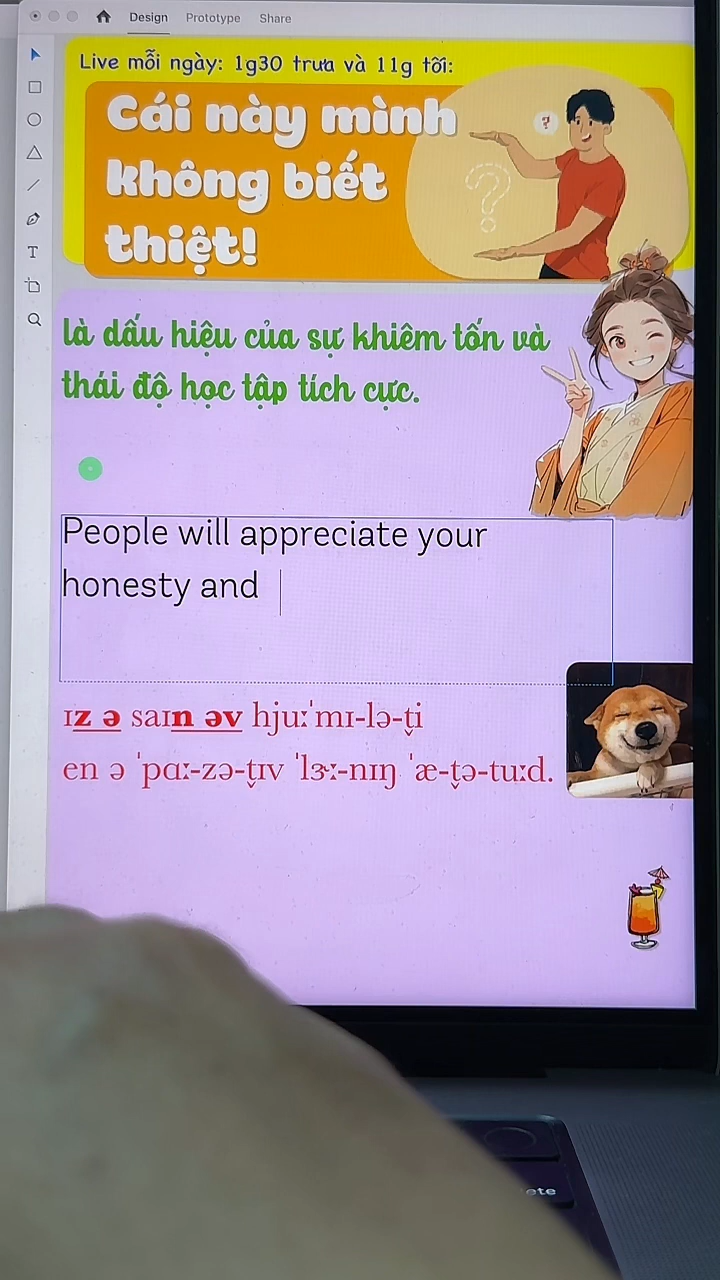 Design Prototype Share
Live mỗi ngày: 1g30 trưa và 11g tối:
Cái này mình
không biết
thiệt!
?
?
là dấu hiệu của sự khiêm tốn và
thái độ học tập tích cực.
People will appreciate your
honesty and
ɪz ə saɪn əv hjuːˈmɪ-lə-t̬i
en ə ˈpɑː-zə-t̬ɪv ˈlɝː-nɪŋ ˈæ-t̬ə-tuːd.